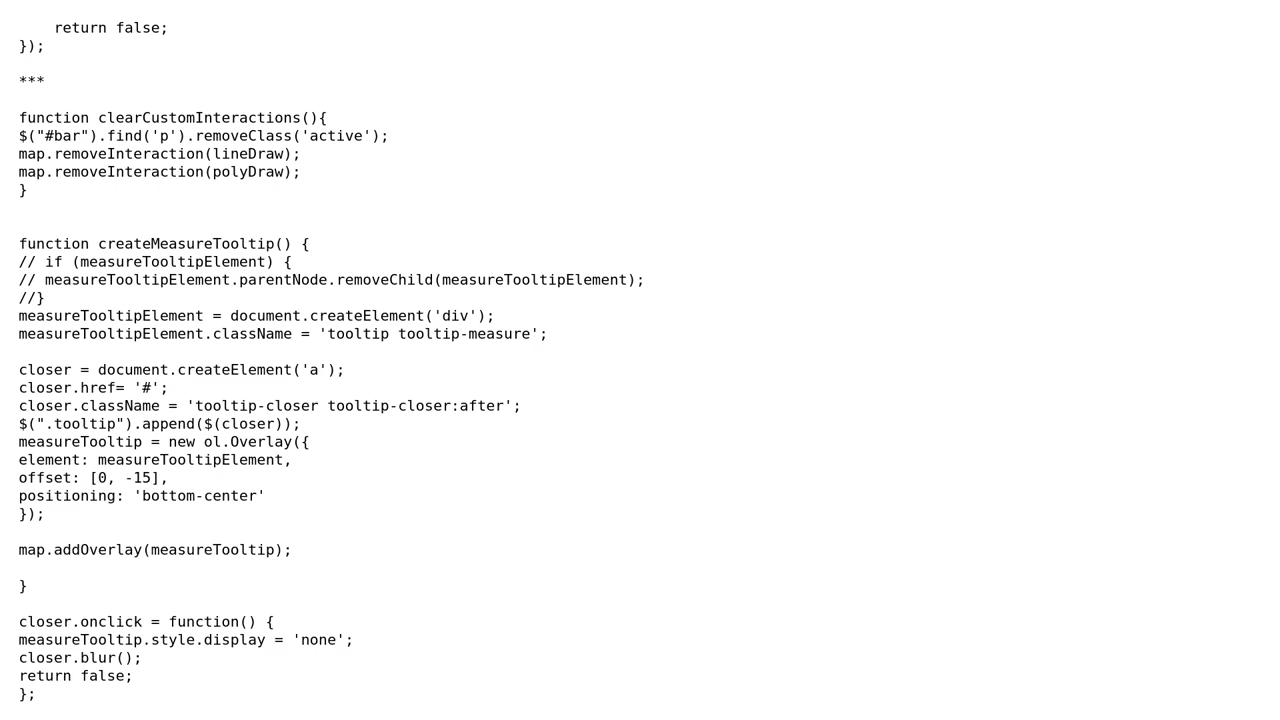 return false;
});

***

function clearCustomInteractions(){
$("#bar").find('p').removeClass('active');
map.removeInteraction(lineDraw);
map.removeInteraction(polyDraw);
}


function createMeasureTooltip() {
// if (measureTooltipElement) {
// measureTooltipElement.parentNode.removeChild(measureTooltipElement);
//}
measureTooltipElement = document.createElement('div');
measureTooltipElement.className = 'tooltip tooltip-measure';

closer = document.createElement('a');
closer.href= '#';
closer.className = 'tooltip-closer tooltip-closer:after';
$(".tooltip").append($(closer));
measureTooltip = new ol.Overlay({
element: measureTooltipElement,
offset: [0, -15],
positioning: 'bottom-center'
});

map.addOverlay(measureTooltip);

}

closer.onclick = function() {
measureTooltip.style.display = 'none';
closer.blur();
return false;
};